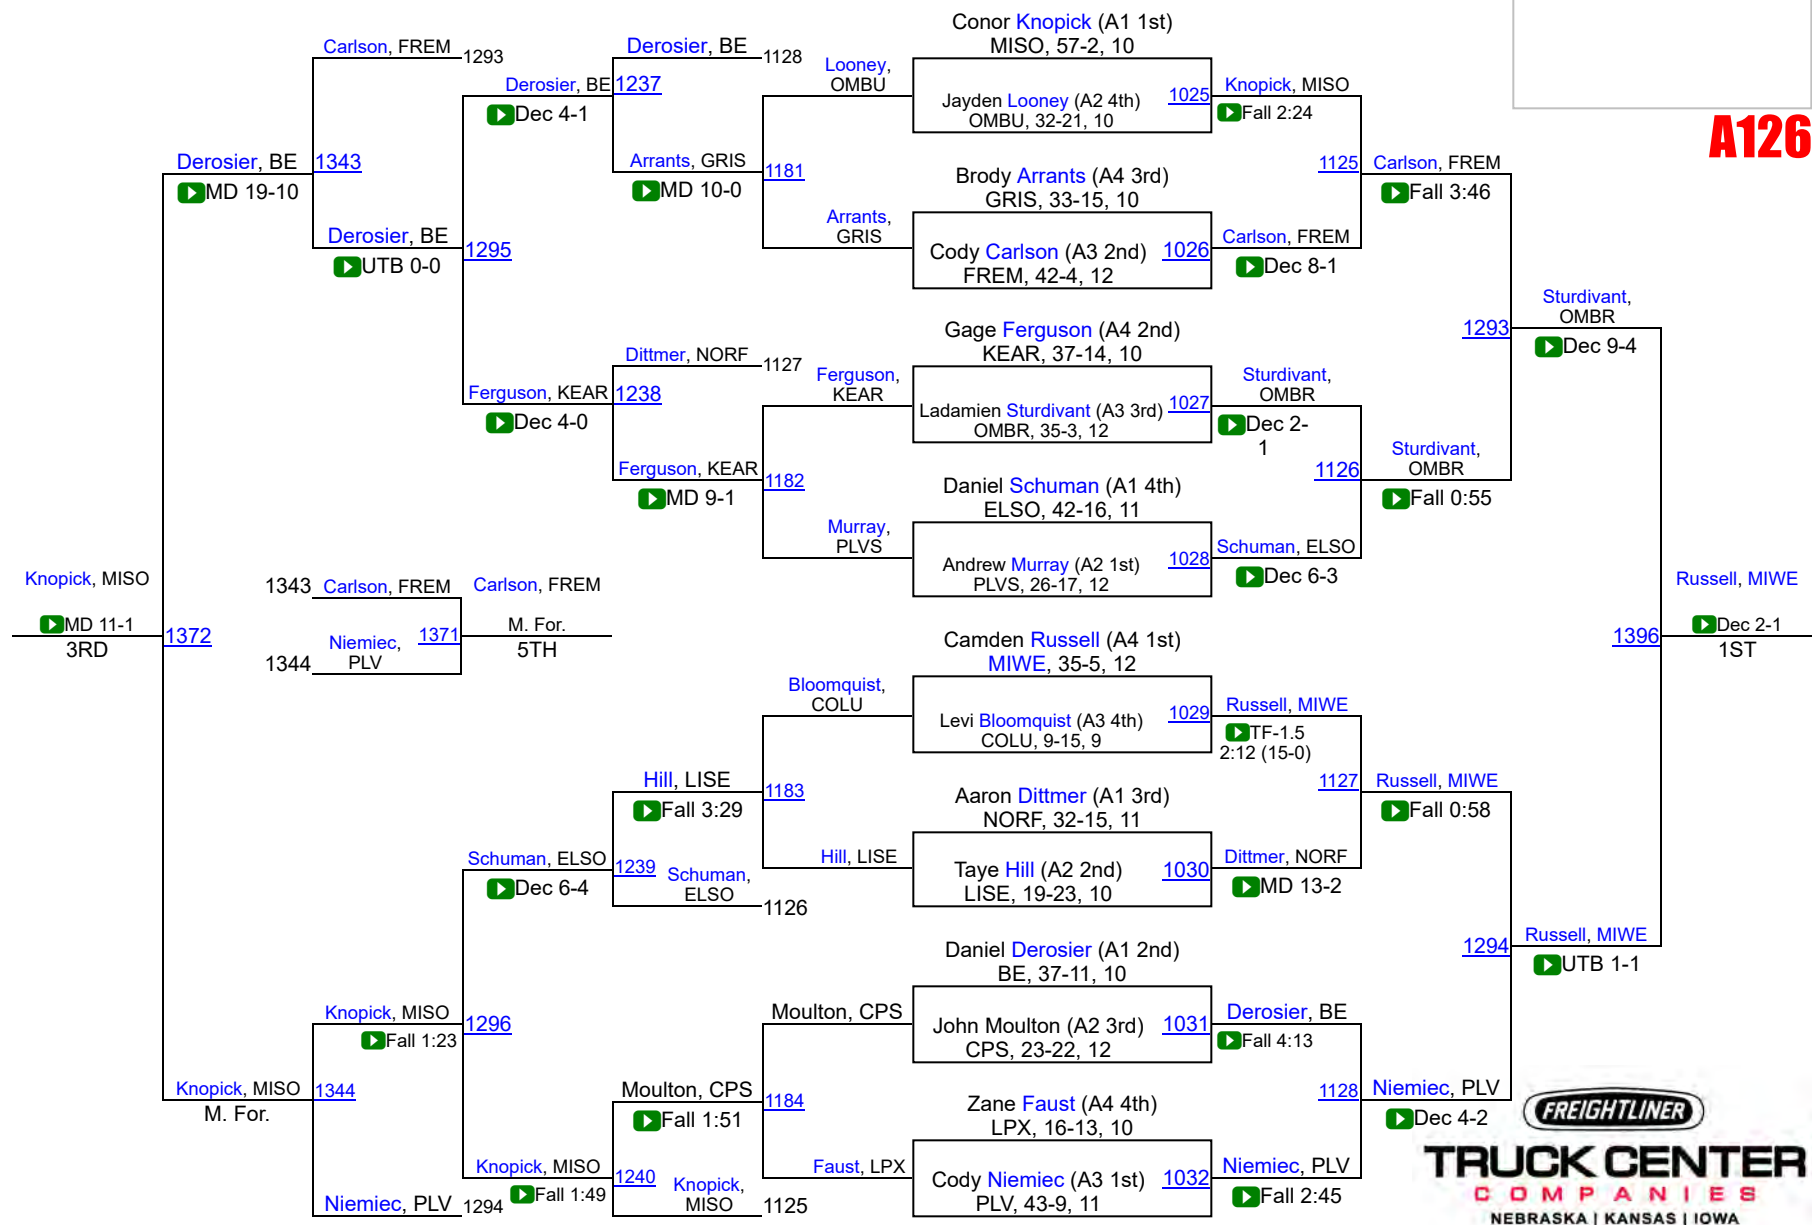 A126
Conor Knopick (A1 1st)
MISO, 57-2, 10
Jayden Looney (A2 4th)
OMBU, 32-21, 10
1025
Brody Arrants (A4 3rd)
GRIS, 33-15, 10
Cody Carlson (A3 2nd)
FREM, 42-4, 12
1026
Gage Ferguson (A4 2nd)
KEAR, 37-14, 10
Ladamien Sturdivant (A3 3rd)
OMBR, 35-3, 12
1027
Daniel Schuman (A1 4th)
ELSO, 42-16, 11
Andrew Murray (A2 1st)
PLVS, 26-17, 12
1028
Camden Russell (A4 1st)
MIWE, 35-5, 12
Levi Bloomquist (A3 4th)
COLU, 9-15, 9
1029
Aaron Dittmer (A1 3rd)
NORF, 32-15, 11
Taye Hill (A2 2nd)
LISE, 19-23, 10
1030
Daniel Derosier (A1 2nd)
BE, 37-11, 10
John Moulton (A2 3rd)
CPS, 23-22, 12
1031
Zane Faust (A4 4th)
LPX, 16-13, 10
Cody Niemiec (A3 1st)
PLV, 43-9, 11
1032
Knopick, MISO
Fall 2:24
Carlson, FREM
Dec 8-1
Sturdivant,
OMBR
Dec 2-
1
Schuman, ELSO
Dec 6-3
Russell, MIWE
TF-1.5
2:12 (15-0)
Dittmer, NORF
MD 13-2
Derosier, BE
Fall 4:13
Niemiec, PLV
Fall 2:45
1125
Carlson, FREM
Fall 3:46
1126
Sturdivant,
OMBR
Fall 0:55
1127
Russell, MIWE
Fall 0:58
1128
Niemiec, PLV
Dec 4-2
1293
Sturdivant,
OMBR
Dec 9-4
1294
Russell, MIWE
UTB 1-1
1396
Russell, MIWE
Dec 2-1
1ST
Looney,
OMBU
Arrants,
GRIS
1181
Ferguson,
KEAR
Murray,
PLVS
1182
Bloomquist,
COLU
Hill, LISE
1183
Moulton, CPS
Faust, LPX
1184
Derosier, BE
1128
Arrants, GRIS
MD 10-0
1237
Dittmer, NORF
1127
Ferguson, KEAR
MD 9-1
1238
Hill, LISE
Fall 3:29
1239
Schuman,
ELSO
1126
Moulton, CPS
Fall 1:51
1240
Knopick,
MISO
1125
Derosier, BE
Dec 4-1
Ferguson, KEAR
Dec 4-0
1295
Schuman, ELSO
Dec 6-4
Knopick, MISO
Fall 1:49
1296
Carlson, FREM
1293
Derosier, BE
UTB 0-0
1343
Knopick, MISO
Fall 1:23
Niemiec, PLV
1294
1344
Derosier, BE
MD 19-10
Knopick, MISO
M. For.
1372
Knopick, MISO
MD 11-1
3RD
1343
Carlson, FREM
1344
Niemiec,
PLV
1371
Carlson, FREM
M. For.
5TH
FREIGHTLINER
TRUCK CENTER
COMPANIES
NEBRASKA | KANSAS | IOWA